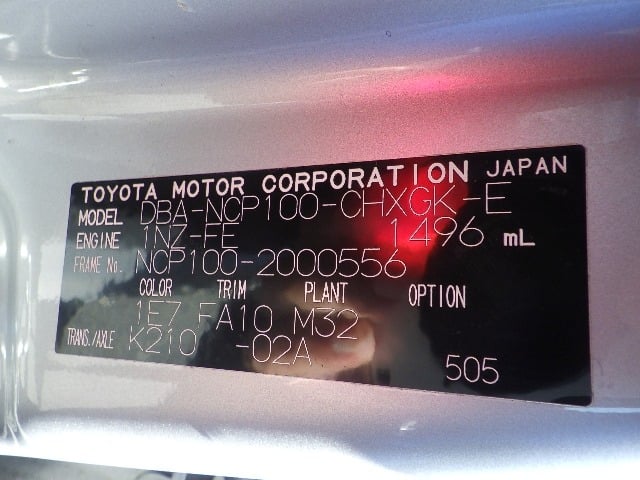 TOYOTA MOTOR CORPORATION JAPAN
MODEL DBA-NCP100-CHXGK-E
ENGINE 1NZ-FE 1496 mL
FRAME No. NCP100-2000556
COLOR TRIM PLANT OPTION
1E7 FA10 M32
TRANS./AXLE K210 -02A
505